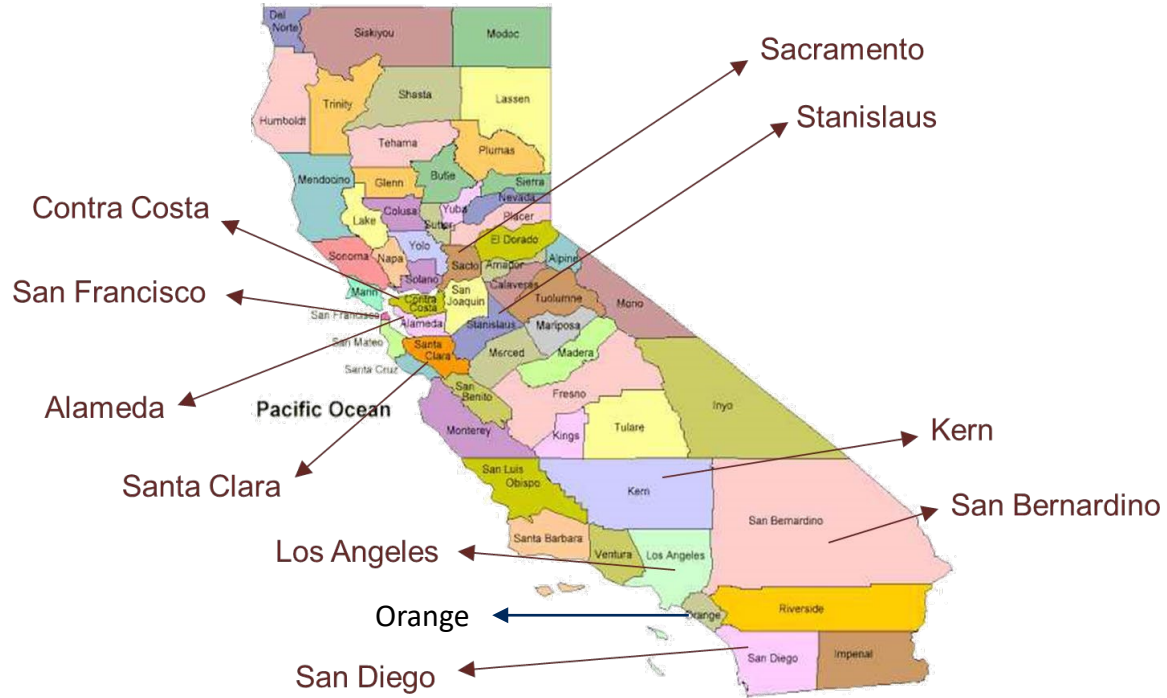 Del
Norte
Siskiyou
Modoc
Sacramento
Humboldt
Trinity
Shasta
Lassen
Stanislaus
Tehama
Plumas
Mendocino
Glenn
Butte
Sierra
Contra Costa
Lake
Colusa
Sutter
Yuba
Nevada
Placer
Sonoma
Napa
Yolo
Sacto
El Dorado
Amador
Alpine
San Francisco
Marin
Solano
Contra
Costa
San
Joaquin
Calaveras
Tuolumne
Mono
San Francisco
Alameda
Stanislaus
Mariposa
San Mateo
Santa
Clara
Merced
Madera
Santa Cruz
Alameda
Pacific Ocean
San
Benito
Fresno
Inyo
Monterey
Kings
Tulare
Kern
Santa Clara
San Luis
Obispo
Kern
San Bernardino
San Bernardino
Los Angeles
Santa Barbara
Ventura
Los Angeles
Orange
Orange
Riverside
San Diego
San Diego
Imperial